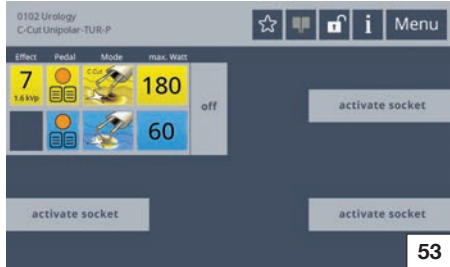 0102 Urology
C-Cut Unipolar-TUR-P
i
Menu
Effect Pedal Mode max. Watt
7
1.6 kVp
C Cut
180
off
60
activate socket
activate socket
activate socket
53